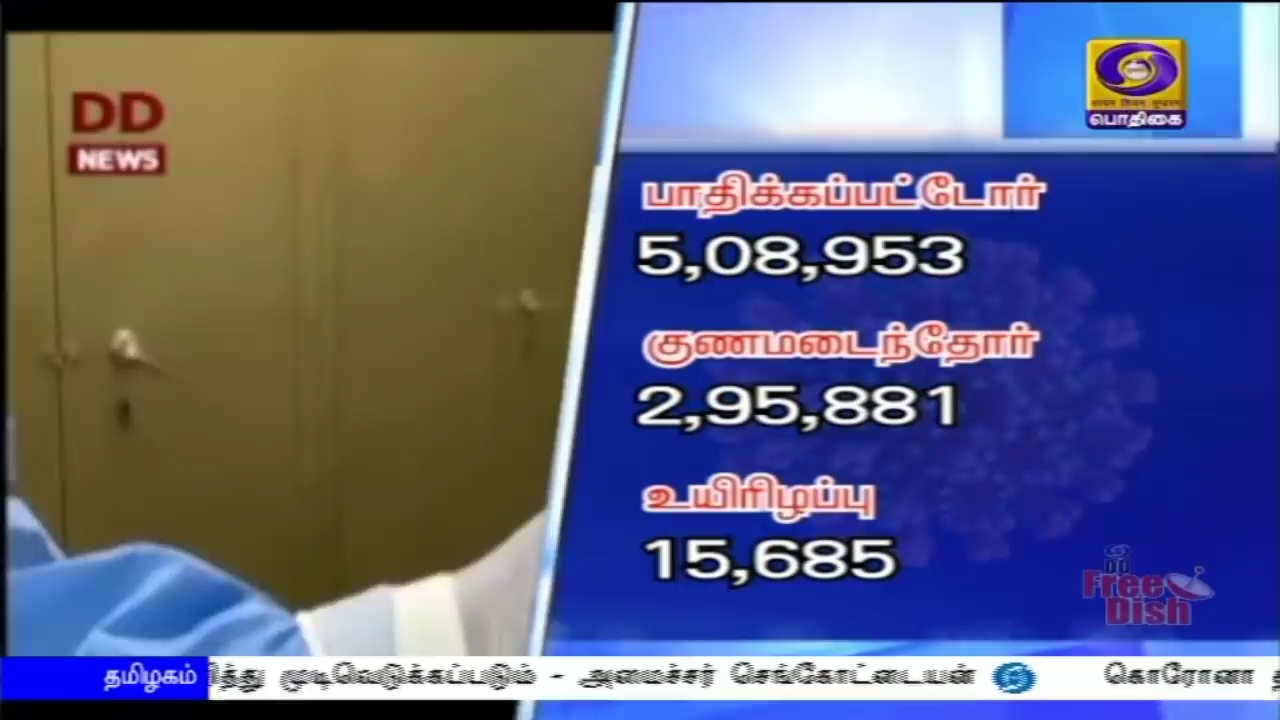 DD
NEWS
பொதிகை
பாதிக்கப்பட்டோர்
5,08,953
குணமடைந்தோர்
2,95,881
உயிரிழப்பு
15,685
DD
Free
Dish
தமிழகம்
முடிவெடுக்கப்படும் - அமைச்சர் செங்கோட்டையன் கொரோனா